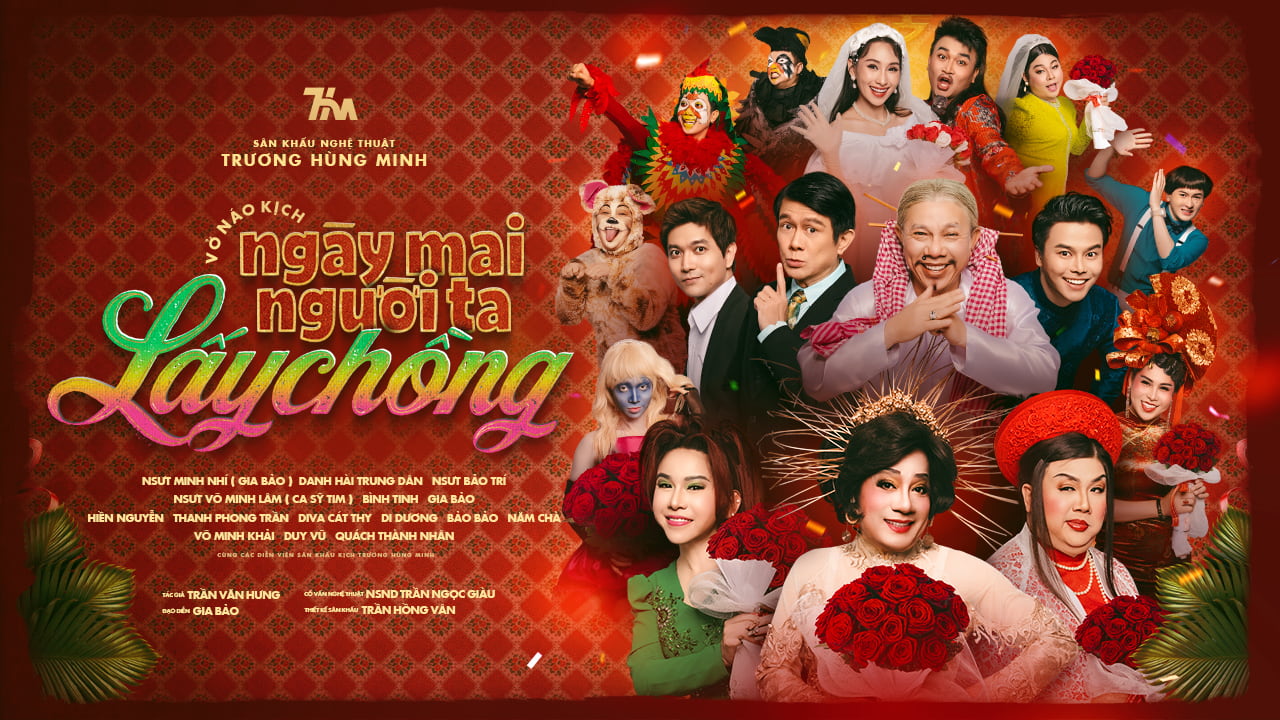 THM
SÂN KHẤU NGHỆ THUẬT
TRƯƠNG HÙNG MINH
VỞ NÁO KỊCH
ngày mai
người ta
Lấy chồng
NSƯT MINH NHÍ ( GIA BẢO ) DANH HÀI TRUNG DÂN NSƯT BẢO TRÍ
NSƯT VÕ MINH LÂM ( CA SỸ TIM ) BÌNH TINH GIA BẢO
HIỀN NGUYỄN THANH PHONG TRẦN DIVA CÁT THY DI DƯƠNG BẢO BẢO NĂM CHÀ
VÕ MINH KHẢI DUY VŨ QUÁCH THÀNH NHÂN
CÙNG CÁC DIỄN VIÊN SÂN KHẤU KỊCH TRƯƠNG HÙNG MINH
TÁC GIẢ TRẦN VĂN HƯNG CỐ VẤN NGHỆ THUẬT NSND TRẦN NGỌC GIÀU
ĐẠO DIỄN GIA BẢO THIẾT KẾ SÂN KHẤU TRẦN HỒNG VÂN